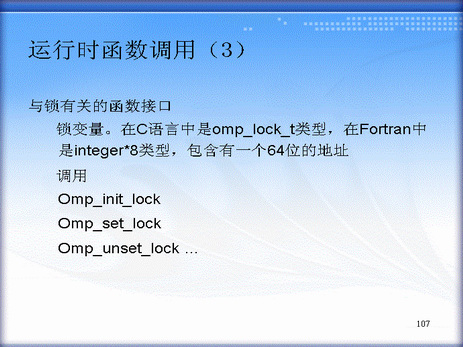 运行时函数调用（3）
与锁有关的函数接口
锁变量。在C语言中是omp_lock_t类型，在Fortran中
是integer*8类型，包含有一个64位的地址
调用
Omp_init_lock
Omp_set_lock
Omp_unset_lock ...
107